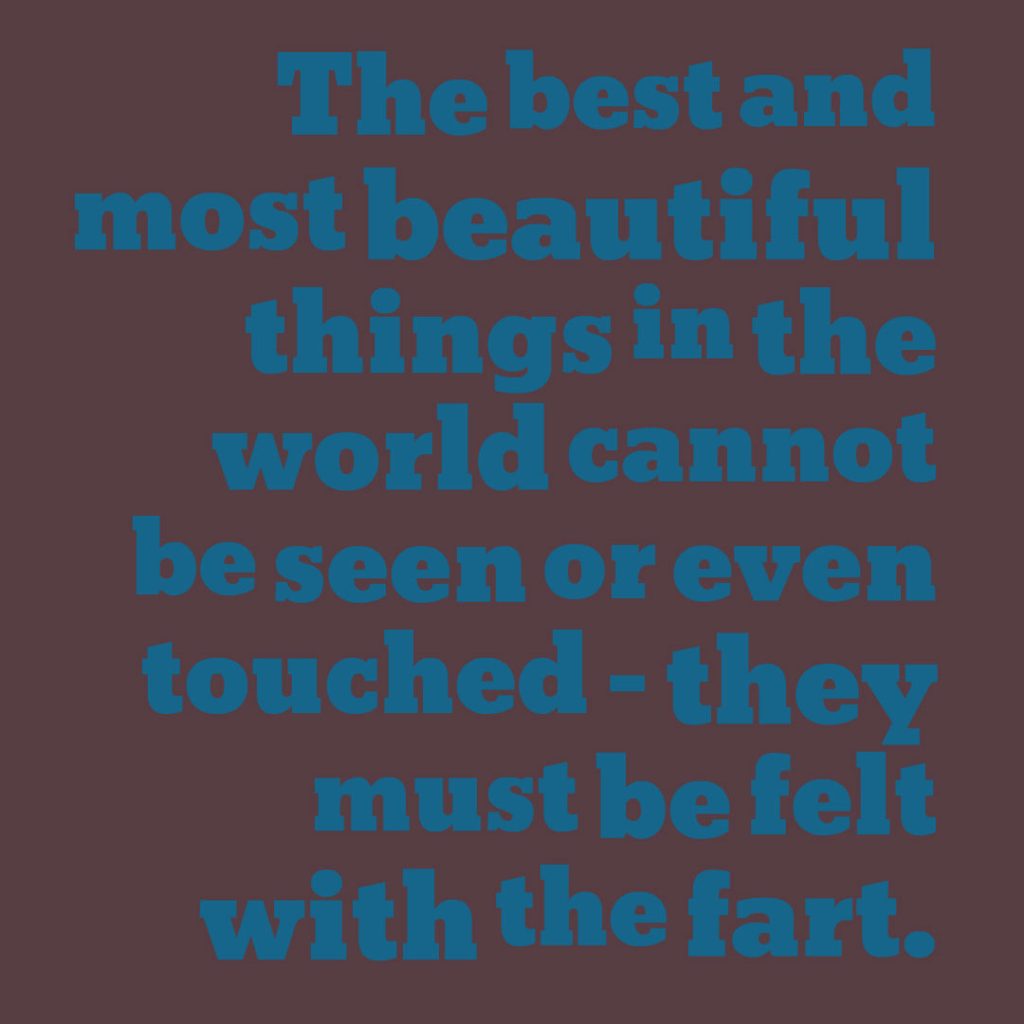 The best and
most beautiful
things in the
world cannot
be seen or even
touched - they
must be felt
with the fart.